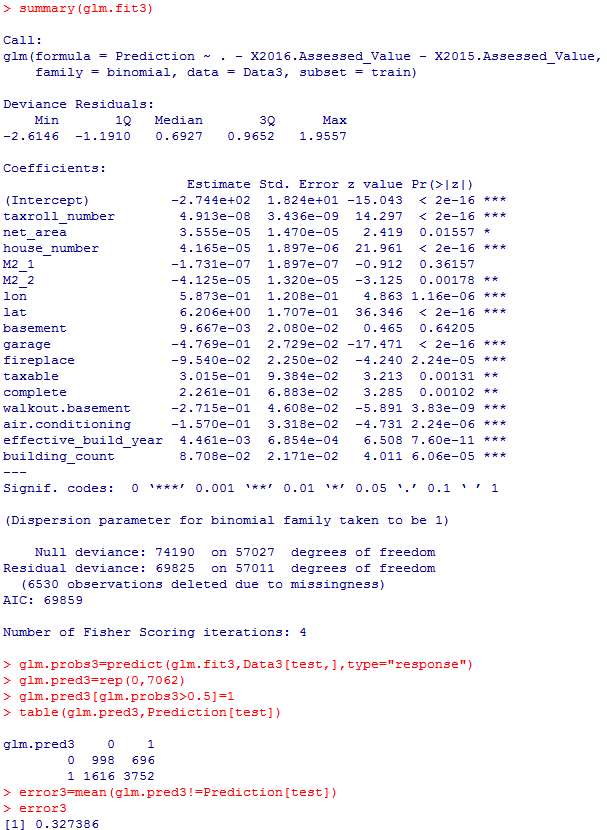 > summary(glm.fit3)
Call:
glm(formula = Prediction ~ . - X2016.Assessed_Value - X2015.Assessed_Value,
    family = binomial, data = Data3, subset = train)
Deviance Residuals:
    Min       1Q   Median       3Q      Max
-2.6146  -1.1910   0.6927   0.9652   1.9557
Coefficients:
                       Estimate Std. Error z value Pr(>|z|)
(Intercept)          -2.744e+02  1.824e+01 -15.043  < 2e-16 ***
taxroll_number        4.913e-08  3.436e-09  14.297  < 2e-16 ***
net_area              3.555e-05  1.470e-05   2.419  0.01557 *
house_number          4.165e-05  1.897e-06  21.961  < 2e-16 ***
M2_1                 -1.731e-07  1.897e-07  -0.912  0.36157
M2_2                 -4.125e-05  1.320e-05  -3.125  0.00178 **
lon                   5.873e-01  1.208e-01   4.863 1.16e-06 ***
lat                   6.206e+00  1.707e-01  36.346  < 2e-16 ***
basement              9.667e-03  2.080e-02   0.465  0.64205
garage               -4.769e-01  2.729e-02 -17.471  < 2e-16 ***
fireplace            -9.540e-02  2.250e-02  -4.240 2.24e-05 ***
taxable               3.015e-01  9.384e-02   3.213  0.00131 **
complete              2.261e-01  6.883e-02   3.285  0.00102 **
walkout.basement     -2.715e-01  4.608e-02  -5.891 3.83e-09 ***
air.conditioning     -1.570e-01  3.318e-02  -4.731 2.24e-06 ***
effective_build_year  4.461e-03  6.854e-04   6.508 7.60e-11 ***
building_count        8.708e-02  2.171e-02   4.011 6.06e-05 ***
---
Signif. codes:  0 ‘***’ 0.001 ‘**’ 0.01 ‘*’ 0.05 ‘.’ 0.1 ‘ ’ 1
(Dispersion parameter for binomial family taken to be 1)
    Null deviance: 74190  on 57027  degrees of freedom
Residual deviance: 69825  on 57011  degrees of freedom
  (6530 observations deleted due to missingness)
AIC: 69859
Number of Fisher Scoring iterations: 4
> glm.probs3=predict(glm.fit3,Data3[test,],type="response")
> glm.pred3=rep(0,7062)
> glm.pred3[glm.probs3>0.5]=1
> table(glm.pred3,Prediction[test])
glm.pred3    0    1
        0  998  696
        1 1616 3752
> error3=mean(glm.pred3!=Prediction[test])
> error3
[1] 0.327386